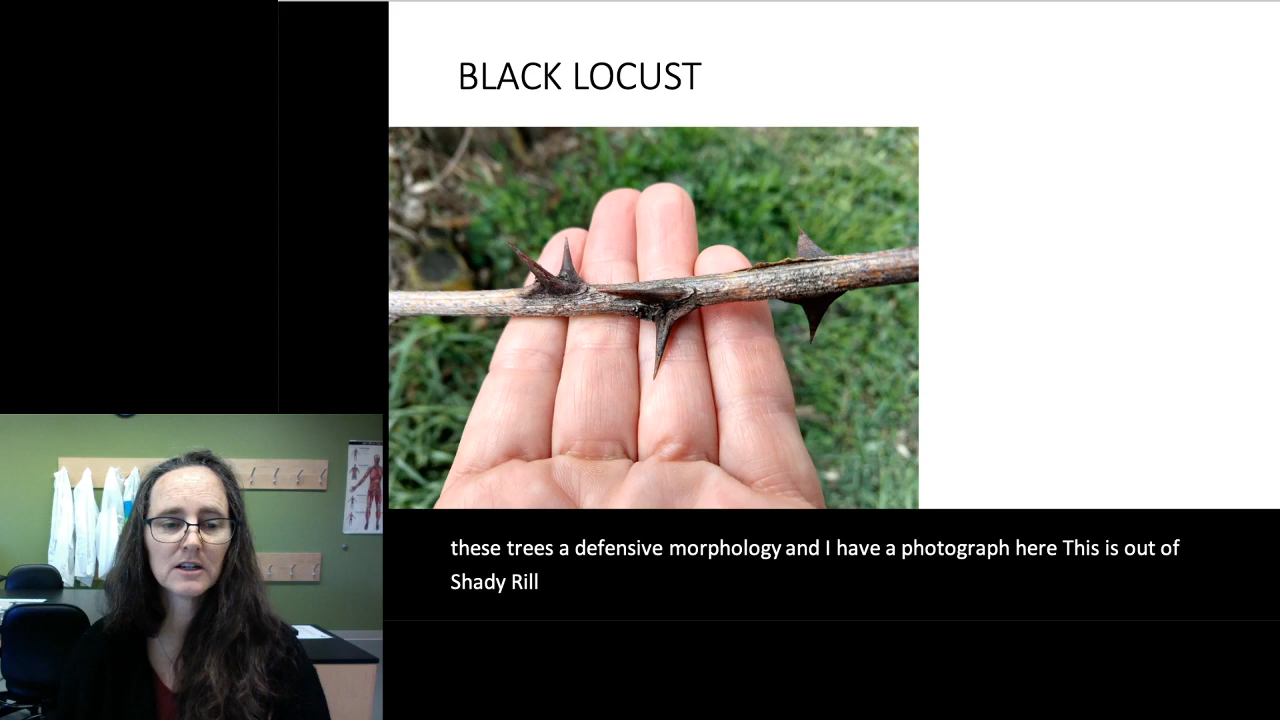 BLACK LOCUST
these trees a defensive morphology and I have a photograph here This is out of
Shady Rill